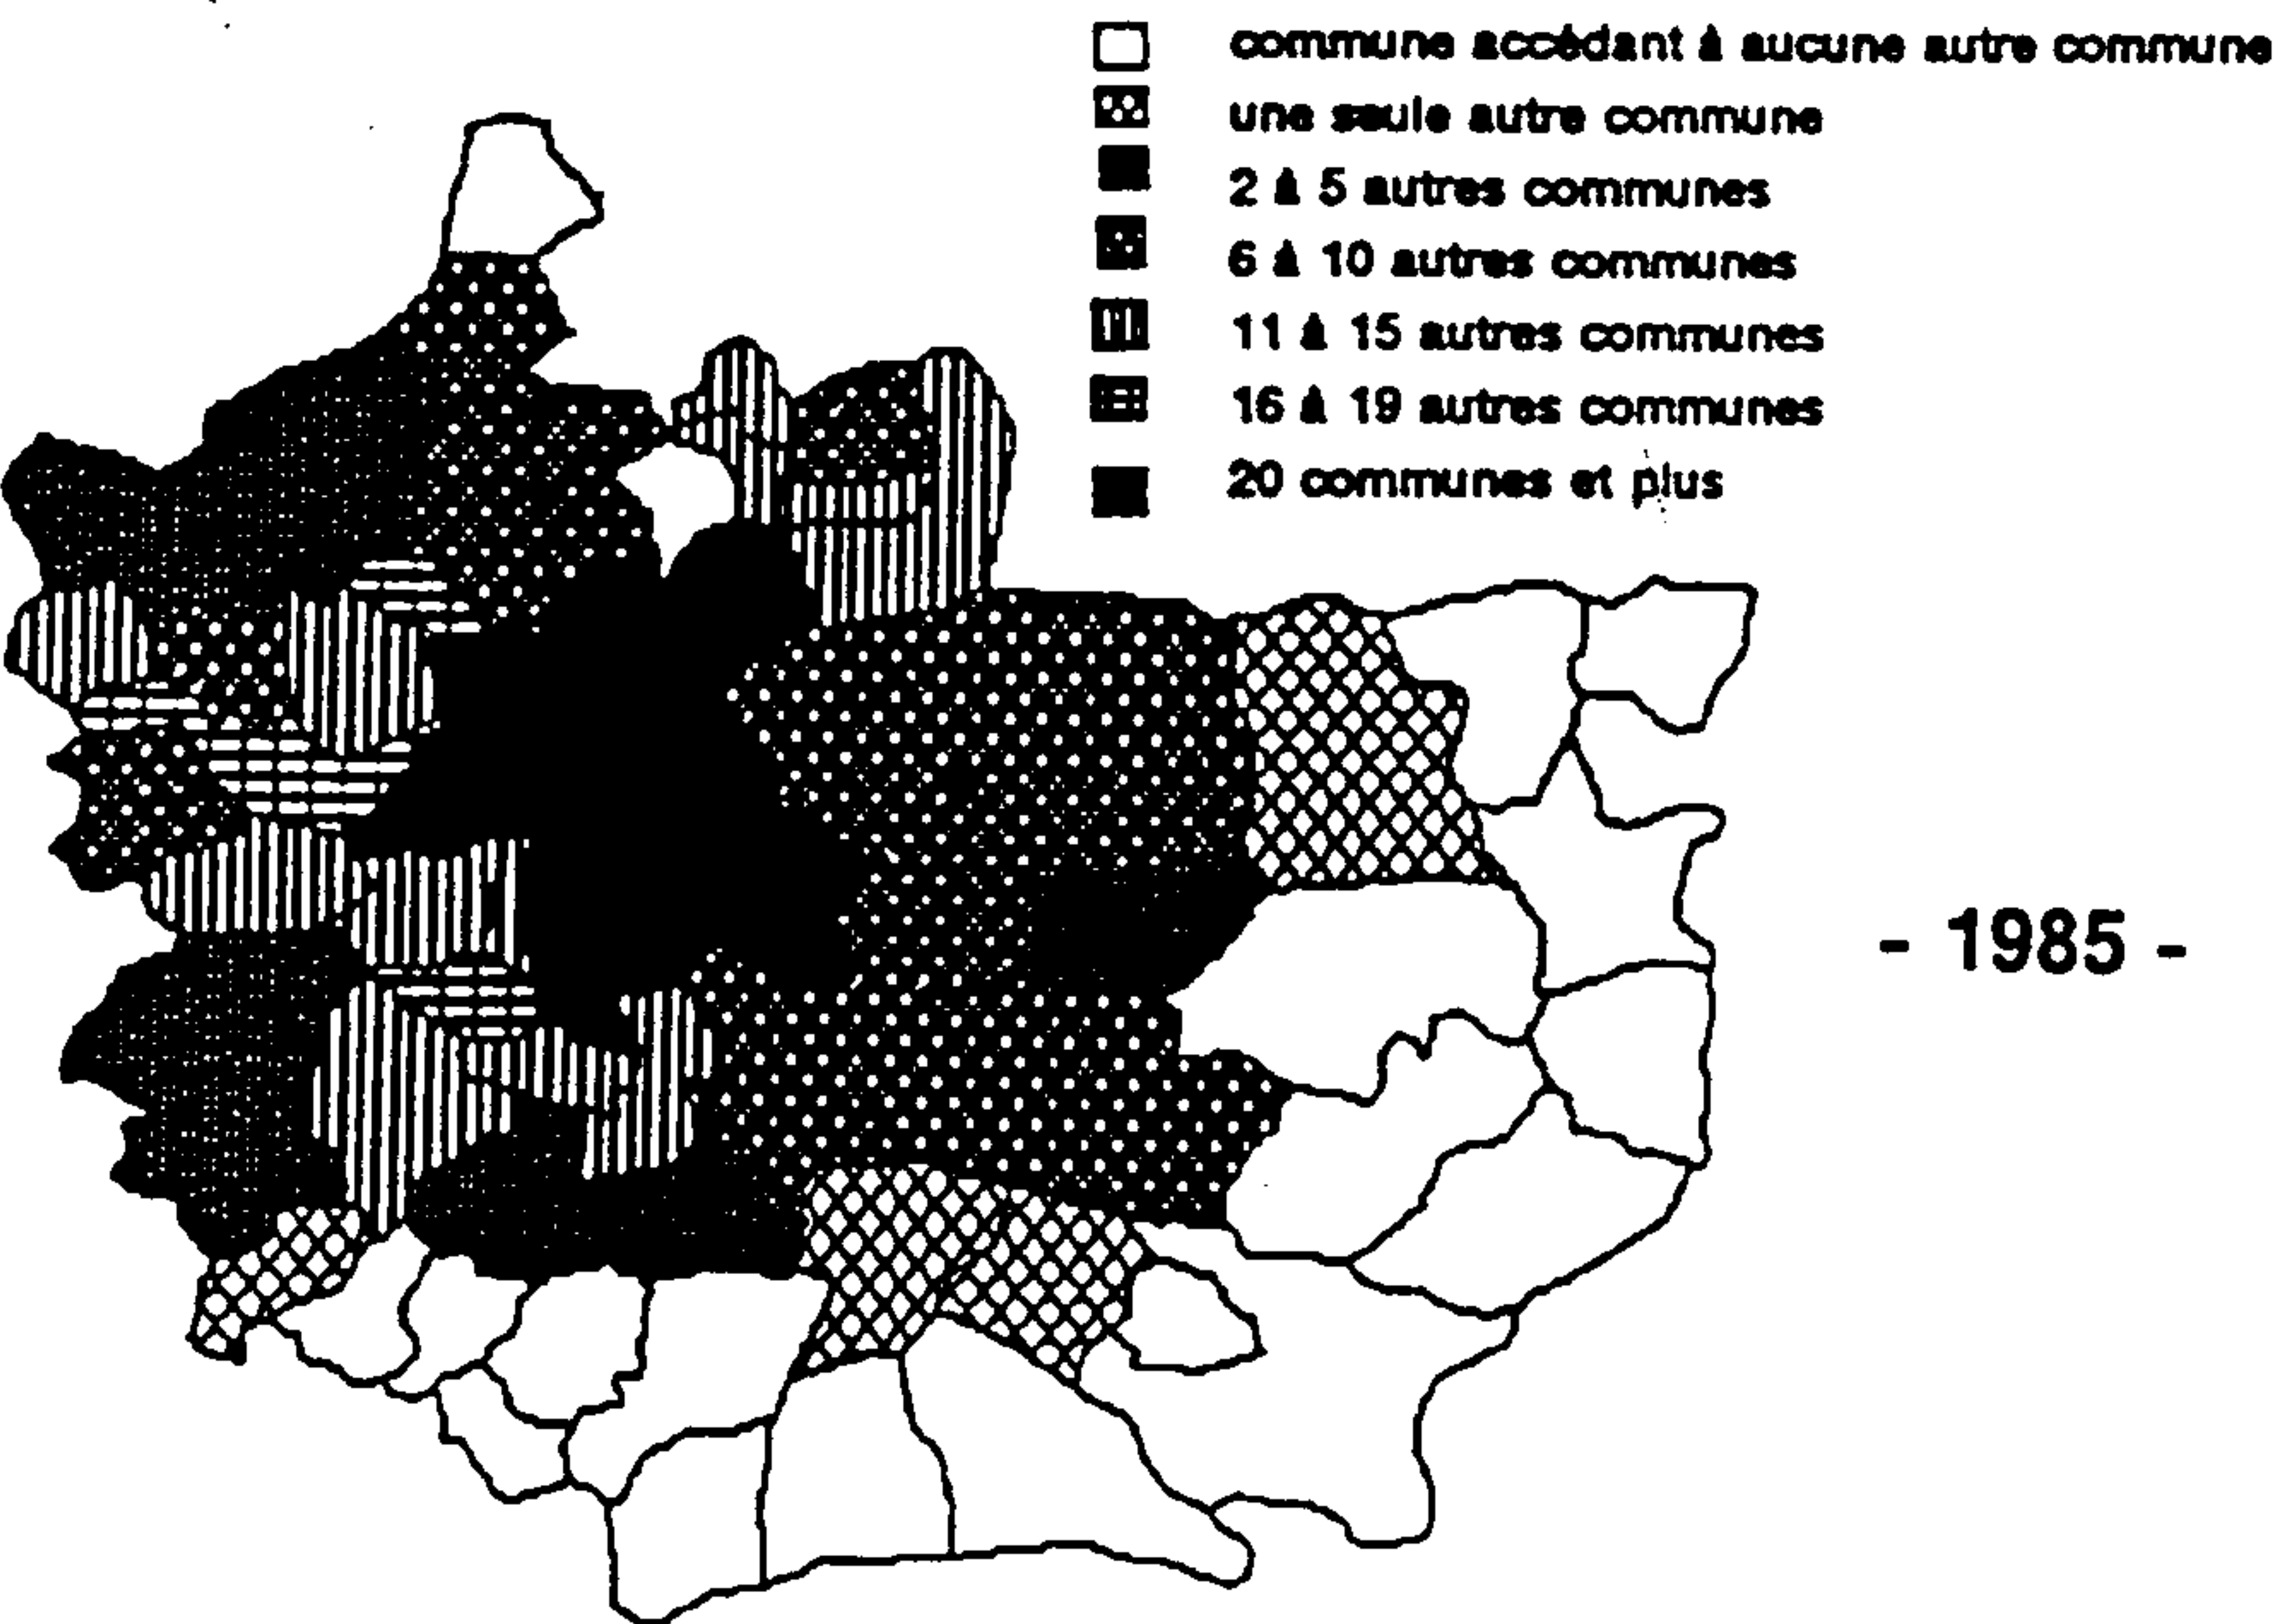 commune accédant à aucune autre commune
une seule autre commune
2 à 5 autres communes
6 à 10 autres communes
11 à 15 autres communes
16 à 19 autres communes
20 communes et plus
- 1985 -